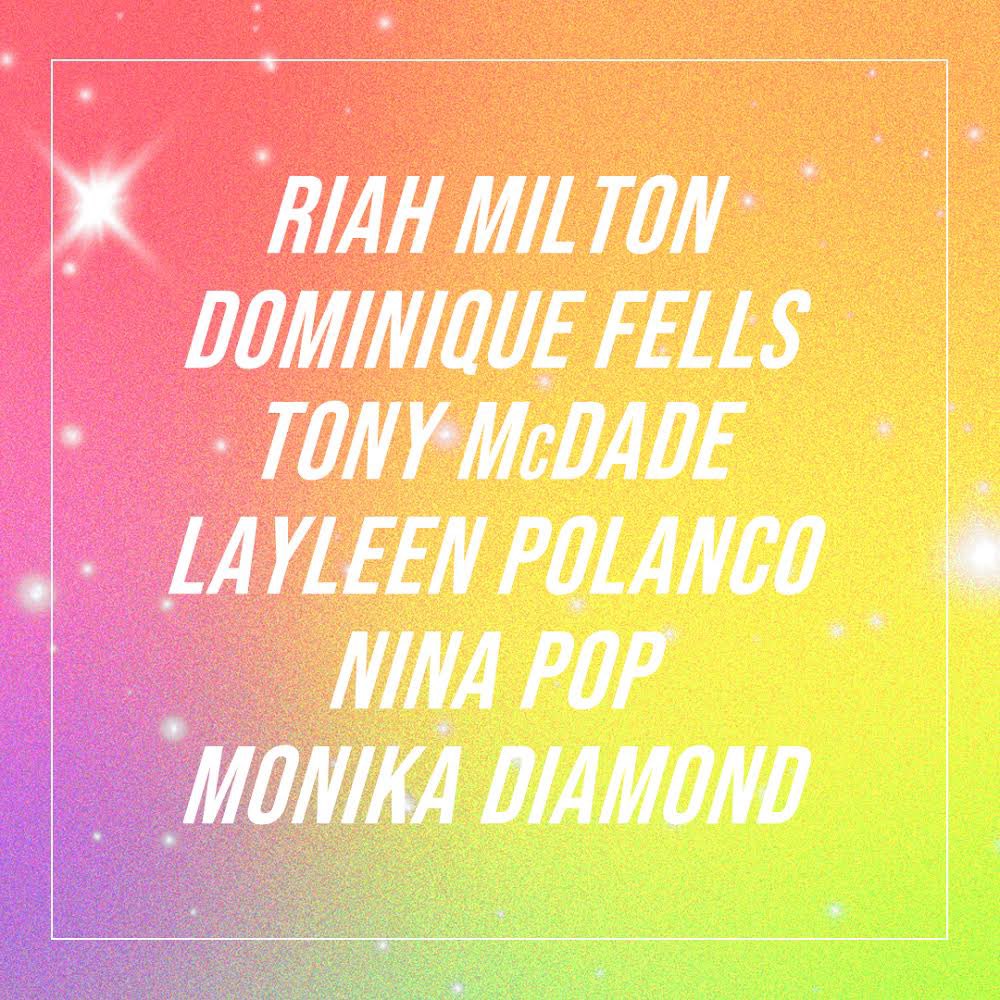 RIAH MILTON
DOMINIQUE FELLS
TONY McDADE
LAYLEEN POLANCO
NINA POP
MONIKA DIAMOND